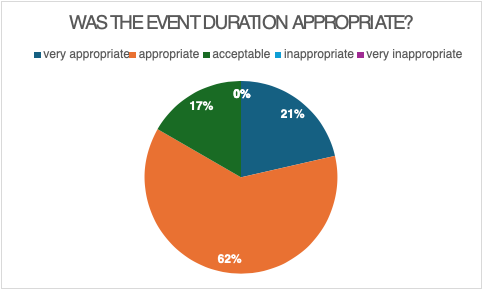 WAS THE EVENT DURATION APPROPRIATE?
very appropriate appropriate acceptable inappropriate very inappropriate
0%
17%
21%
62%